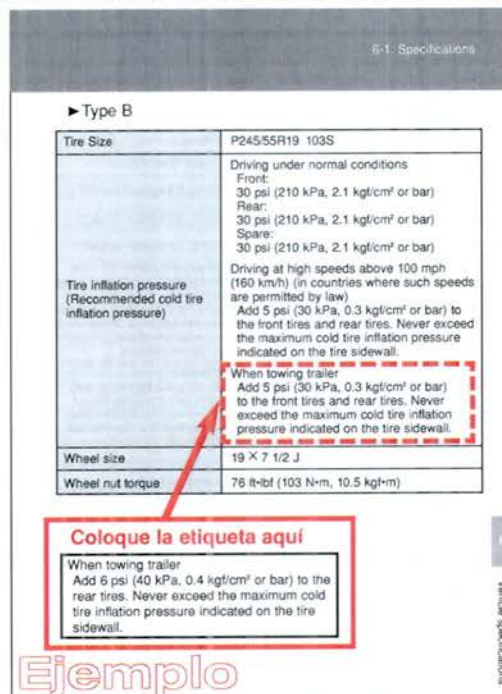 6-1. Specifications
►Type B
Tire Size
P245/55R19 103S
Tire inflation pressure
(Recommended cold tire
inflation pressure)
Driving under normal conditions
Front:
30 psi (210 kPa, 2.1 kgf/cm² or bar)
Rear:
30 psi (210 kPa, 2.1 kgf/cm² or bar)
Spare:
30 psi (210 kPa, 2.1 kgf/cm² or bar)
Driving at high speeds above 100 mph
(160 km/h) (in countries where such speeds
are permitted by law)
Add 5 psi (30 kPa, 0.3 kgf/cm² or bar) to
the front tires and rear tires. Never exceed
the maximum cold tire inflation pressure
indicated on the tire sidewall.
When towing trailer
Add 5 psi (30 kPa, 0.3 kgf/cm² or bar)
to the front tires and rear tires. Never
exceed the maximum cold tire inflation
pressure indicated on the tire sidewall.
Wheel size
19 × 7 1/2 J
Wheel nut torque
76 ft•lbf (103 N•m, 10.5 kgf•m)
Coloque la etiqueta aquí
When towing trailer
Add 6 psi (40 kPa, 0.4 kgf/cm² or bar) to the
rear tires. Never exceed the maximum cold
tire inflation pressure indicated on the tire
sidewall.
Ejemplo